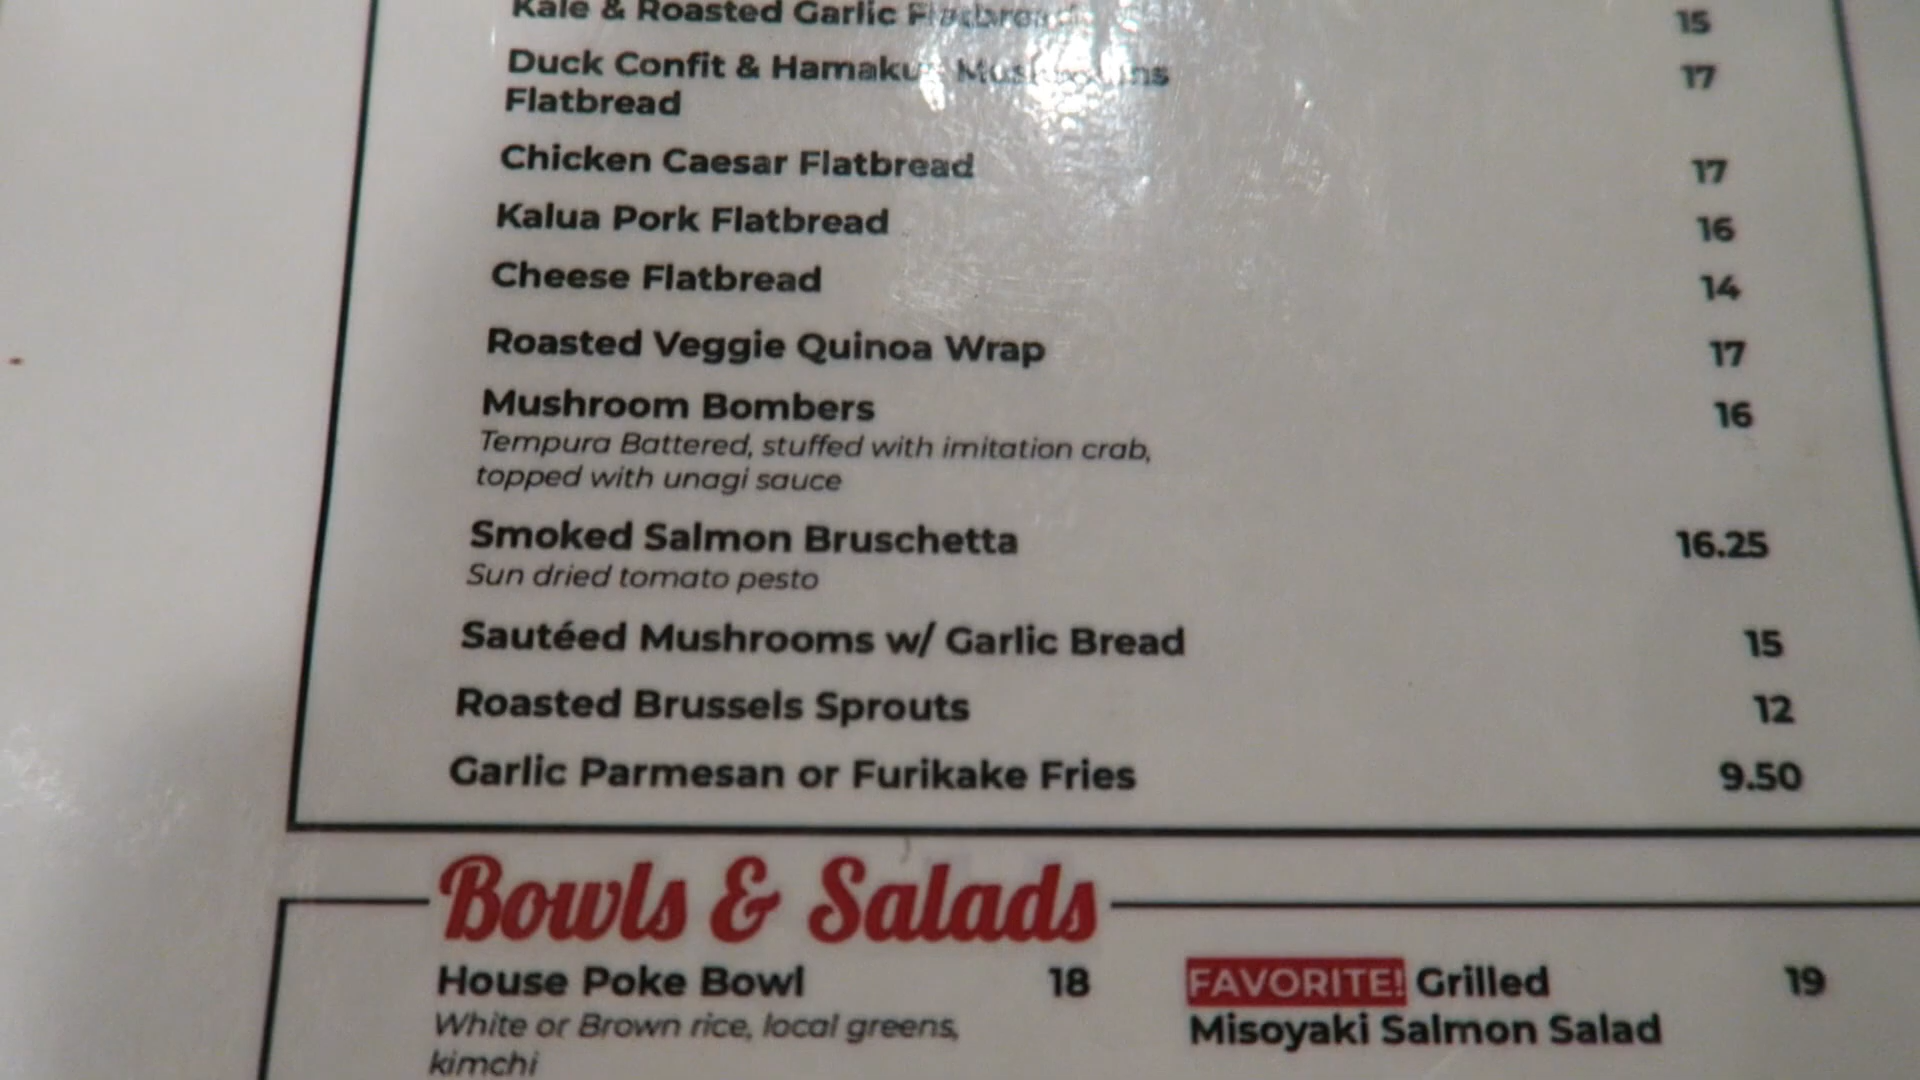 Kale & Roasted Garlic Flatbread 15
Duck Confit & Hamakua Mushrooms 17
Flatbread
Chicken Caesar Flatbread 17
Kalua Pork Flatbread 16
Cheese Flatbread 14
Roasted Veggie Quinoa Wrap 17
Mushroom Bombers 16
Tempura Battered, stuffed with imitation crab,
topped with unagi sauce
Smoked Salmon Bruschetta 16.25
Sun dried tomato pesto
Sautéed Mushrooms w/ Garlic Bread 15
Roasted Brussels Sprouts 12
Garlic Parmesan or Furikake Fries 9.50
Bowls & Salads
House Poke Bowl 18
White or Brown rice, local greens,
kimchi
FAVORITE! Grilled 19
Misoyaki Salmon Salad